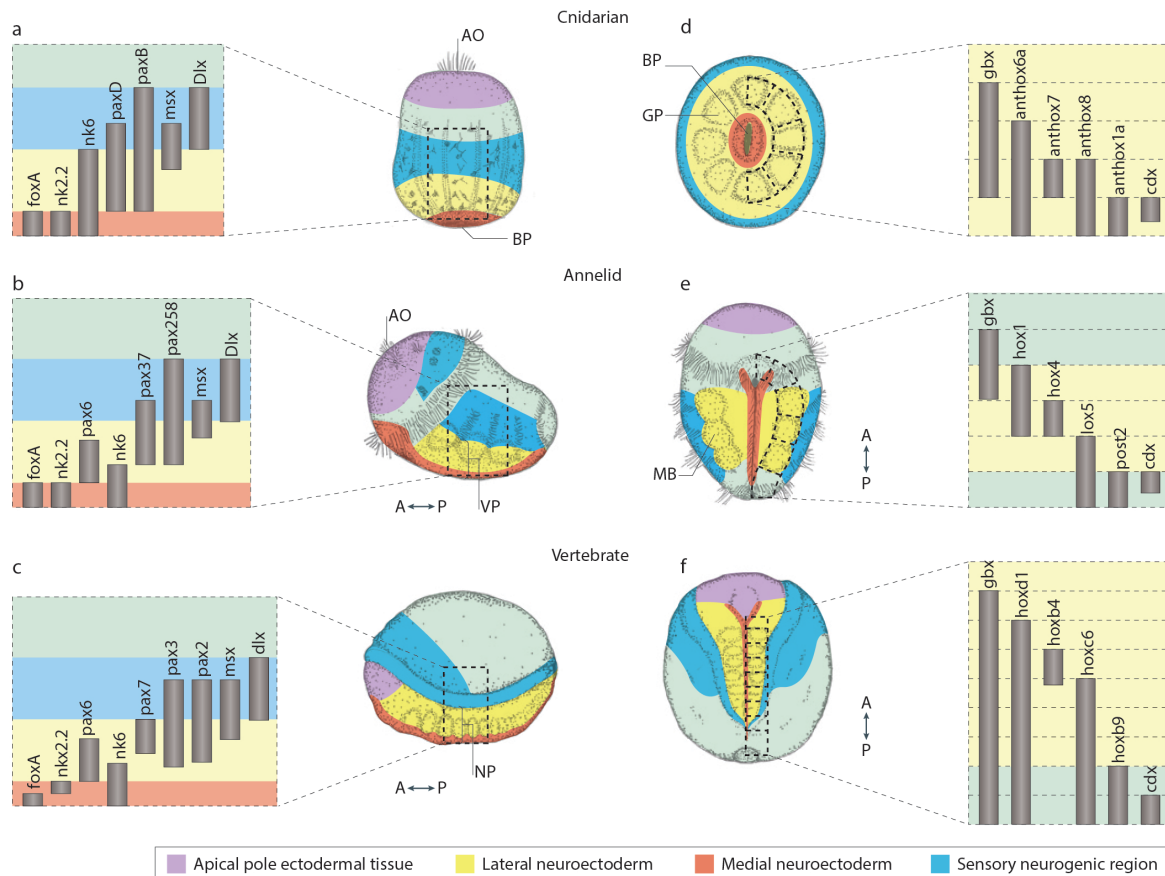 Cnidarian
a
foxA
nk2.2
nk6
paxD
paxB
msx
Dlx
AO
BP
d
BP
GP
gbx
anthox6a
anthox7
anthox8
anthox1a
cdx
Annelid
b
foxA
nk2.2
pax6
nk6
pax37
pax258
msx
Dlx
AO
A P
VP
e
MB
A
P
gbx
hox1
hox4
lox5
post2
cdx
Vertebrate
c
foxA
nkx2.2
pax6
nk6
pax7
pax3
pax2
msx
dlx
A P
NP
f
A
P
gbx
hoxd1
hoxb4
hoxc6
hoxb9
cdx
Apical pole ectodermal tissue
Lateral neuroectoderm
Medial neuroectoderm
Sensory neurogenic region